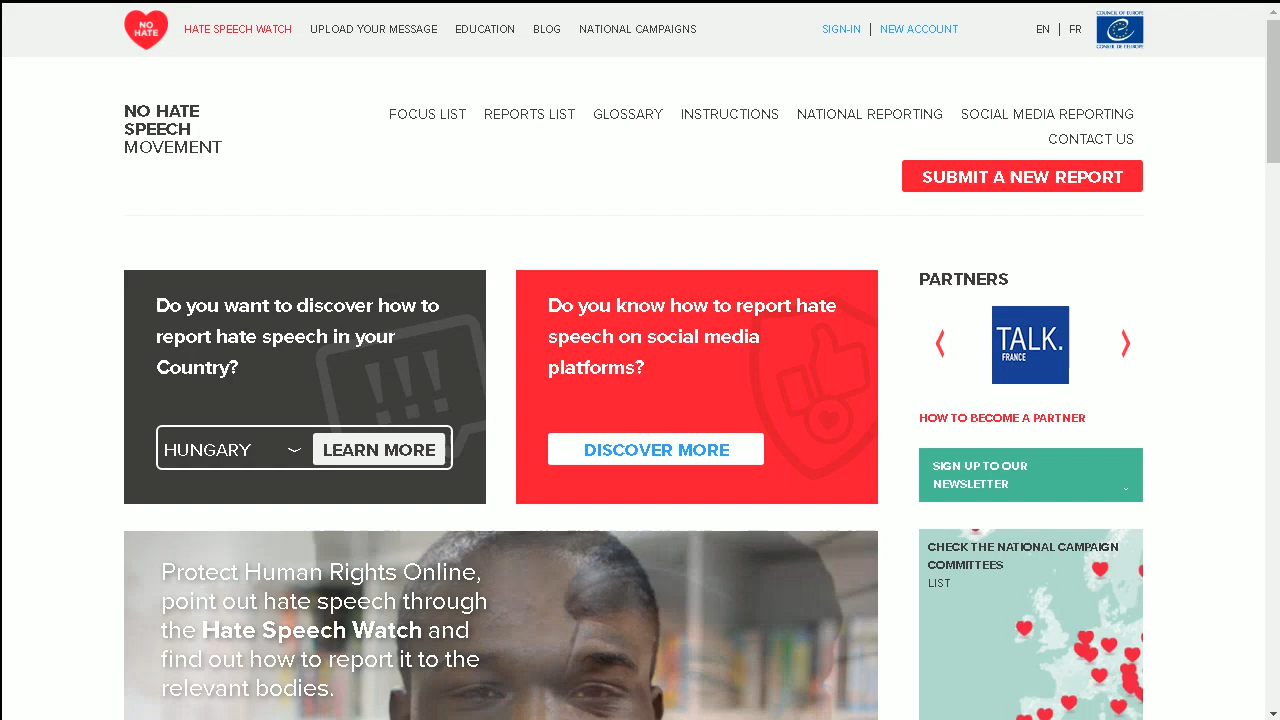 NO HATE
HATE SPEECH WATCH
UPLOAD YOUR MESSAGE
EDUCATION
BLOG
NATIONAL CAMPAIGNS
SIGN-IN | NEW ACCOUNT
EN | FR
COUNCIL OF EUROPE
CONSEIL DE L'EUROPE
NO HATE
SPEECH
MOVEMENT
FOCUS LIST
REPORTS LIST
GLOSSARY
INSTRUCTIONS
NATIONAL REPORTING
SOCIAL MEDIA REPORTING
CONTACT US
SUBMIT A NEW REPORT
Do you want to discover how to
report hate speech in your
Country?
HUNGARY
LEARN MORE
Do you know how to report hate
speech on social media
platforms?
DISCOVER MORE
PARTNERS
TALK.
FRANCE
HOW TO BECOME A PARTNER
SIGN UP TO OUR
NEWSLETTER
CHECK THE NATIONAL CAMPAIGN
COMMITTEES
LIST
Protect Human Rights Online,
point out hate speech through
the Hate Speech Watch and
find out how to report it to the
relevant bodies.